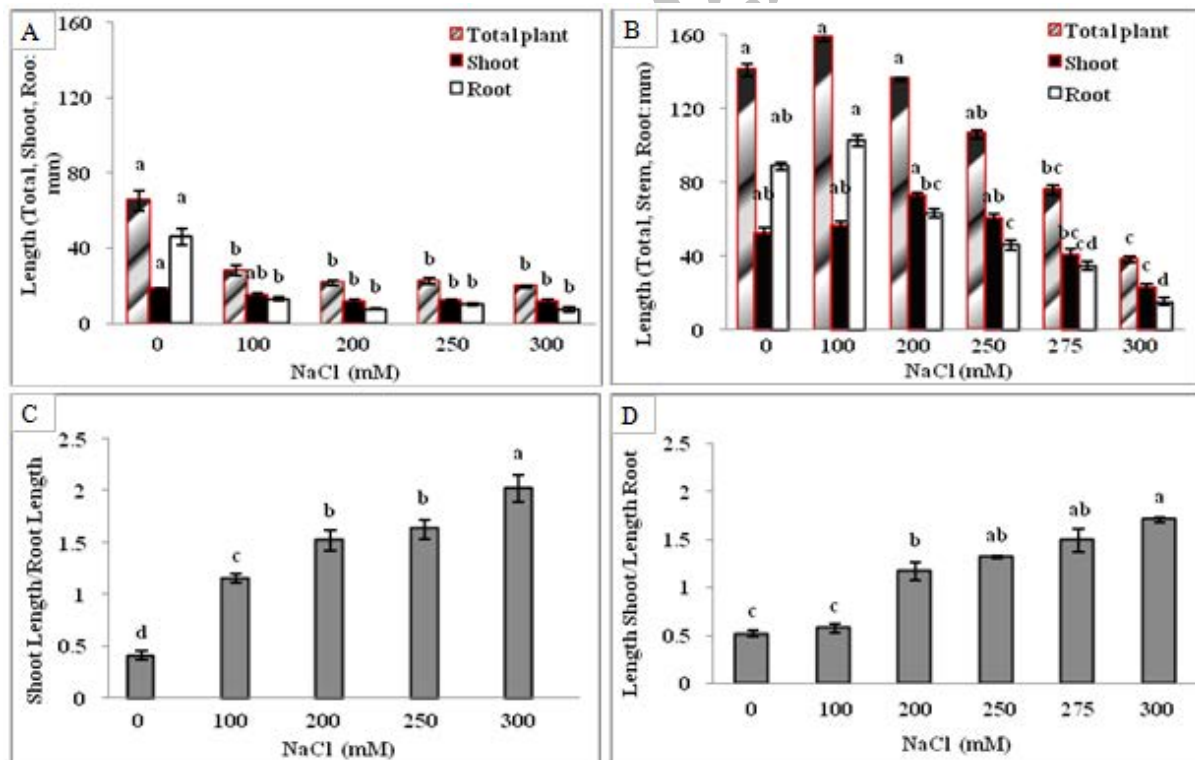 A
Length (Total, Shoot, Roo:
mm)
160
120
80
40
0
Total plant
Shoot
Root
a
a
a
b
ab
b
b
b
b
b
b
b
b
b
b
0 100 200 250 300
NaCl (mM)
B
Length (Total, Stem, Root: mm)
160
120
80
40
0
Total plant
Shoot
Root
a
ab
ab
a
ab
a
a
a
bc
ab
ab
c
bc
bc
cd
c
c
d
0 100 200 250 275 300
NaCl (mM)
C
Shoot Length/Root Length
2.5
2
1.5
1
0.5
0
d
c
b
b
a
0 100 200 250 300
NaCl (mM)
D
Length Shoot/Length Root
2.5
2
1.5
1
0.5
0
c
c
b
ab
ab
a
0 100 200 250 275 300
NaCl (mM)